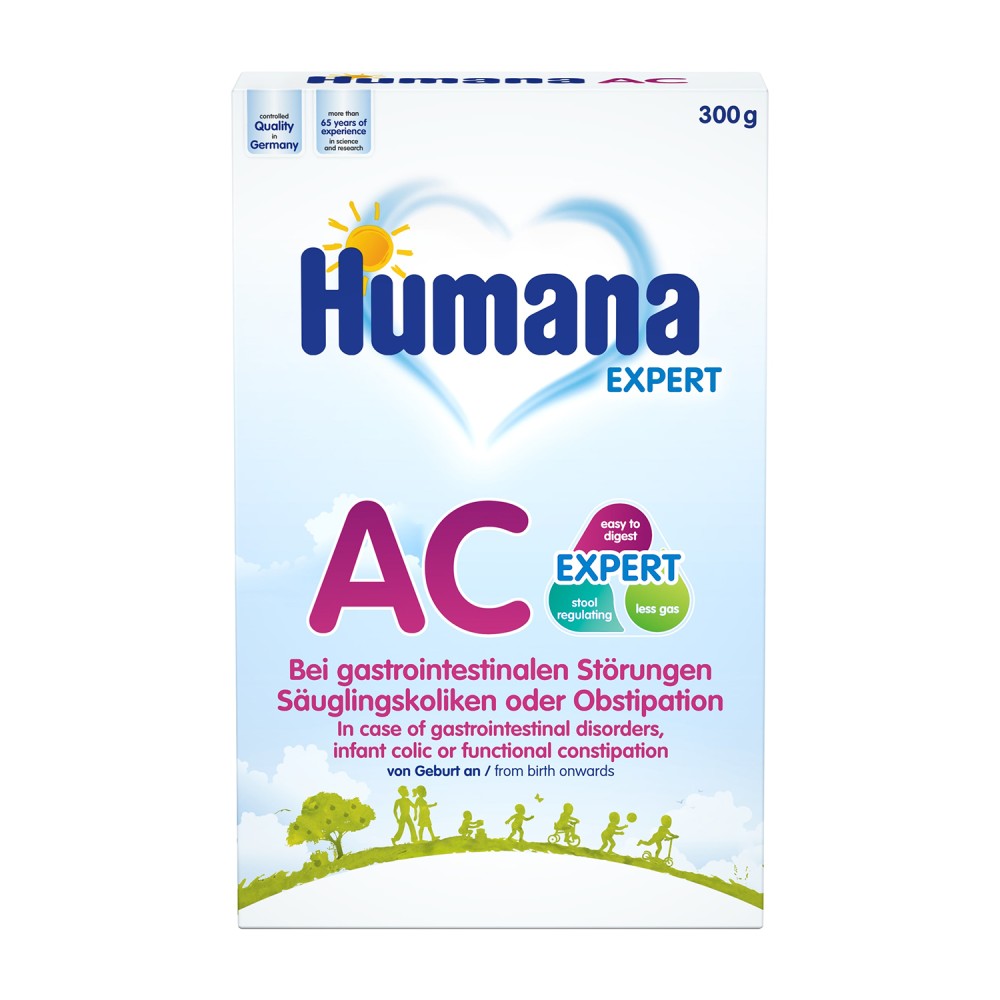 Humana AC
controlled
Quality
in
Germany
more than
65 years of
experience
in science
and research
300 g
Humana
EXPERT
AC
easy to
digest
EXPERT
stool
regulating
less gas
Bei gastrointestinalen Störungen
Säuglingskoliken oder Obstipation
In case of gastrointestinal disorders,
infant colic or functional constipation
von Geburt an / from birth onwards